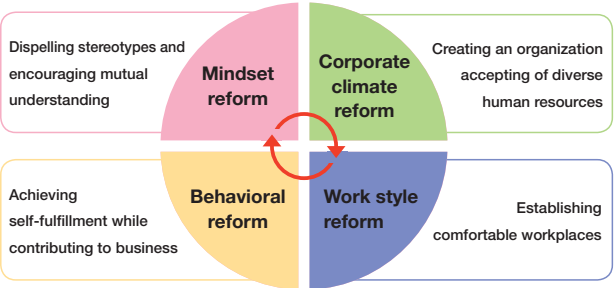 Dispelling stereotypes and
encouraging mutual
understanding
Mindset
reform
Corporate
climate
reform
Creating an organization
accepting of diverse
human resources
Achieving
self-fulfillment while
contributing to business
Behavioral
reform
Work style
reform
Establishing
comfortable workplaces